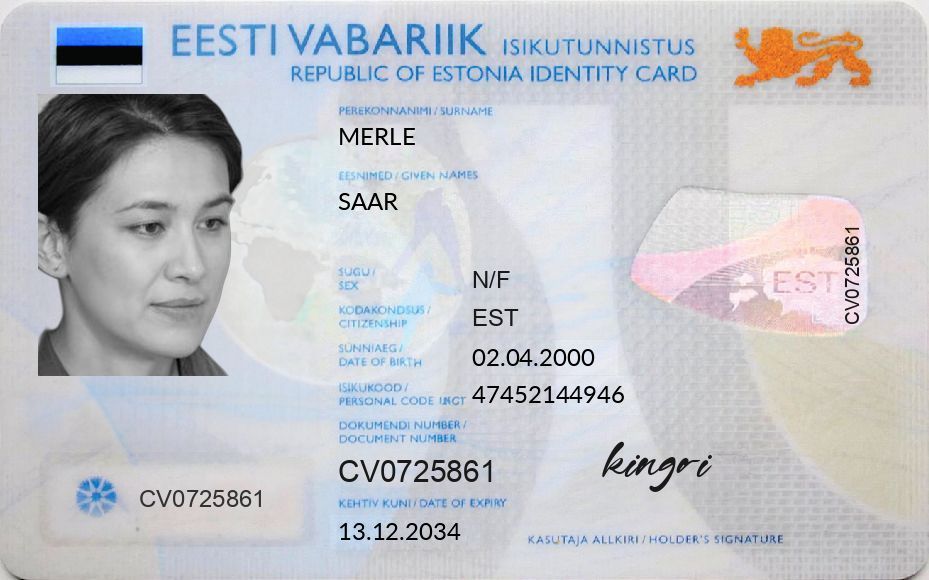 EESTI VABARIIK ISIKUTUNNISTUS
REPUBLIC OF ESTONIA IDENTITY CARD
PEREKONNANIMI / SURNAME
MERLE
EESNIMED / GIVEN NAMES
SAAR
SUGU /
SEX
N/F
KODAKONDSUS /
CITIZENSHIP
EST
SÜNNIAEG /
DATE OF BIRTH
02.04.2000
ISIKUKOOD /
PERSONAL CODE
47452144946
DOKUMENDI NUMBER /
DOCUMENT NUMBER
CV0725861
KEHTIV KUNI / DATE OF EXPIRY
13.12.2034
CV0725861
EST
CV0725861
kingori
KASUTAJA ALLKIRI / HOLDER'S SIGNATURE